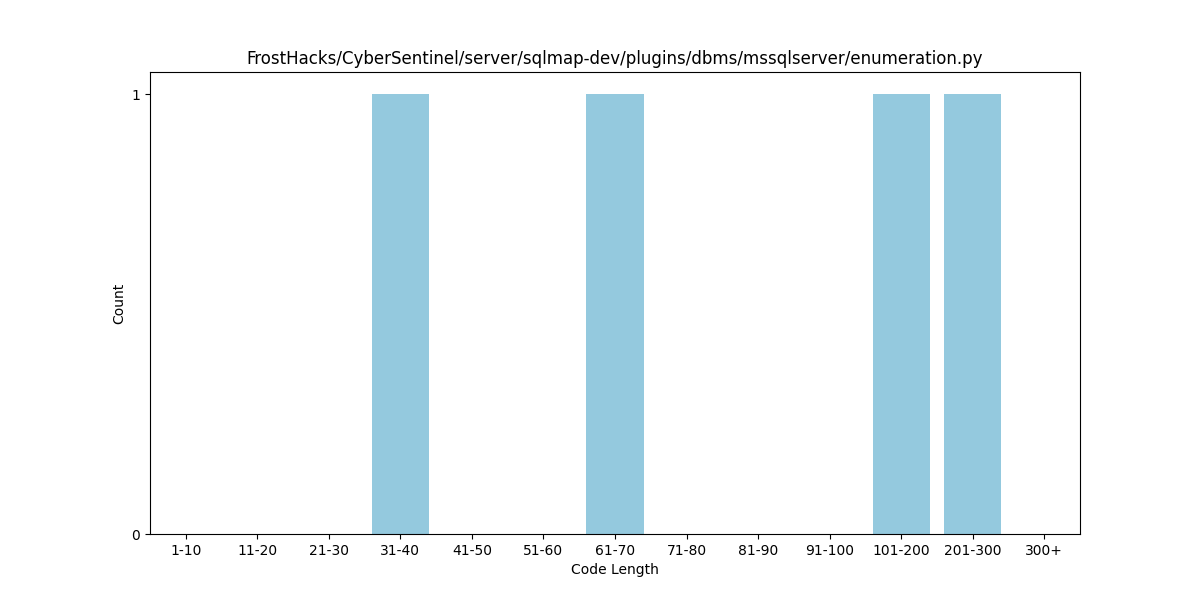 FrostHacks/CyberSentinel/server/sqlmap-dev/plugins/dbms/mssqlserver/enumeration.py
1
Count
0
1-10 11-20 21-30 31-40 41-50 51-60 61-70 71-80 81-90 91-100 101-200 201-300 300+
Code Length